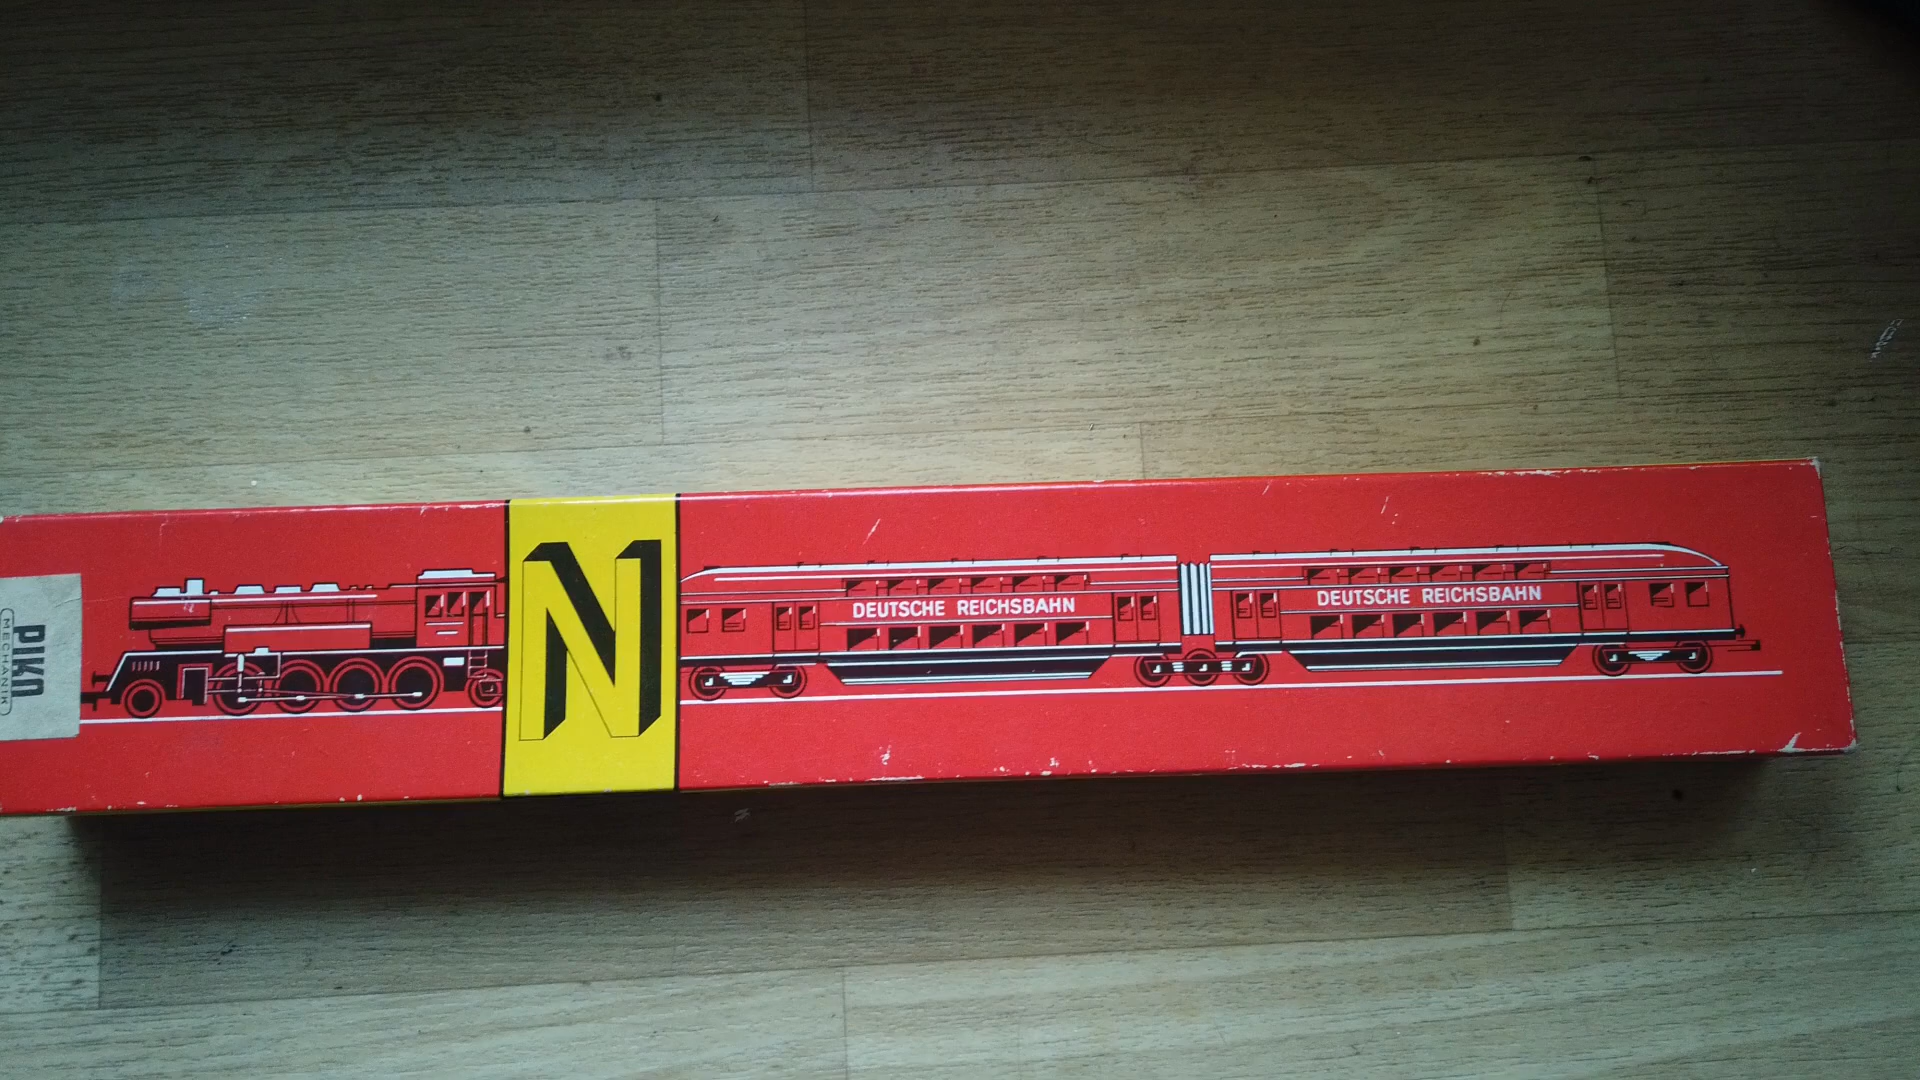 PIKO
MECHANIK
N
DEUTSCHE REICHSBAHN
DEUTSCHE REICHSBAHN